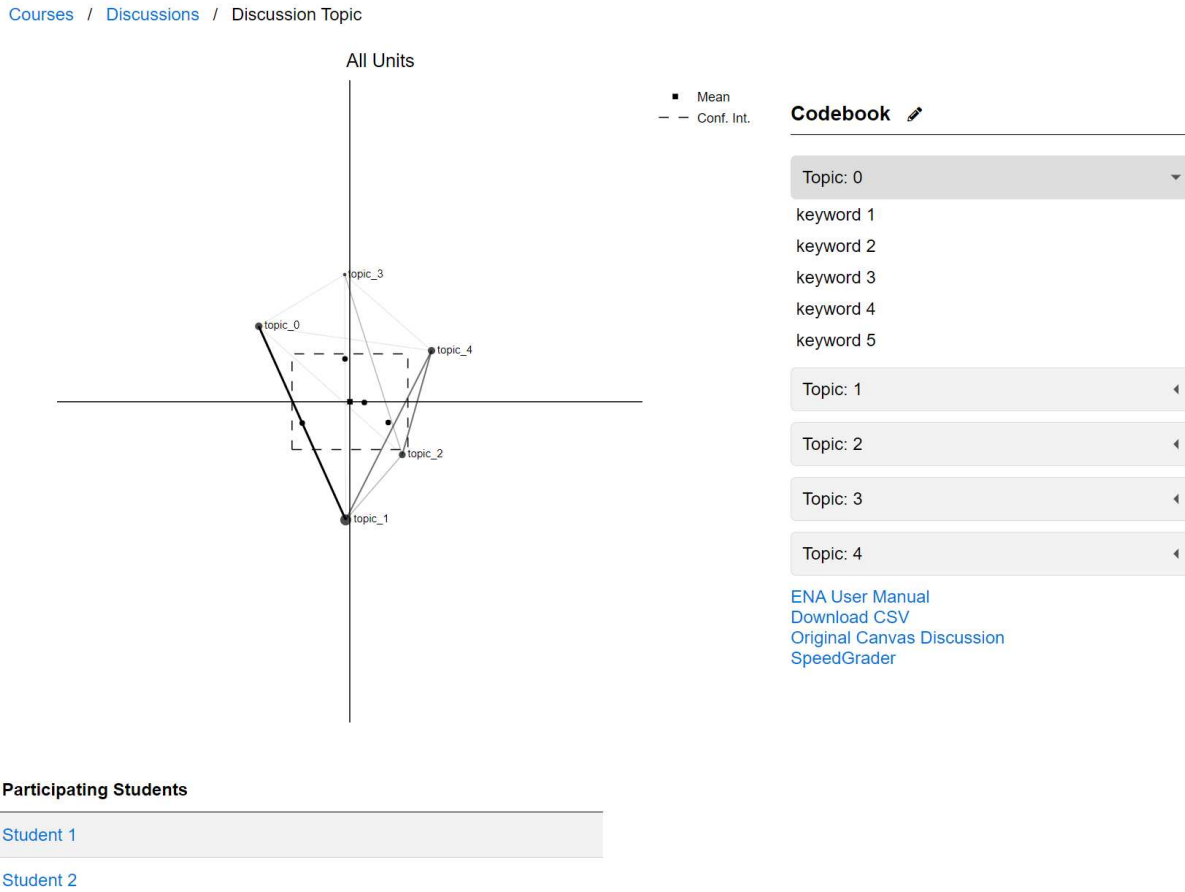 Courses / Discussions / Discussion Topic
All Units
Mean
Conf. Int.
topic_3
topic_0
topic_4
topic_2
topic_1
Codebook
Topic: 0
keyword 1
keyword 2
keyword 3
keyword 4
keyword 5
Topic: 1
Topic: 2
Topic: 3
Topic: 4
ENA User Manual
Download CSV
Original Canvas Discussion
SpeedGrader
Participating Students
Student 1
Student 2